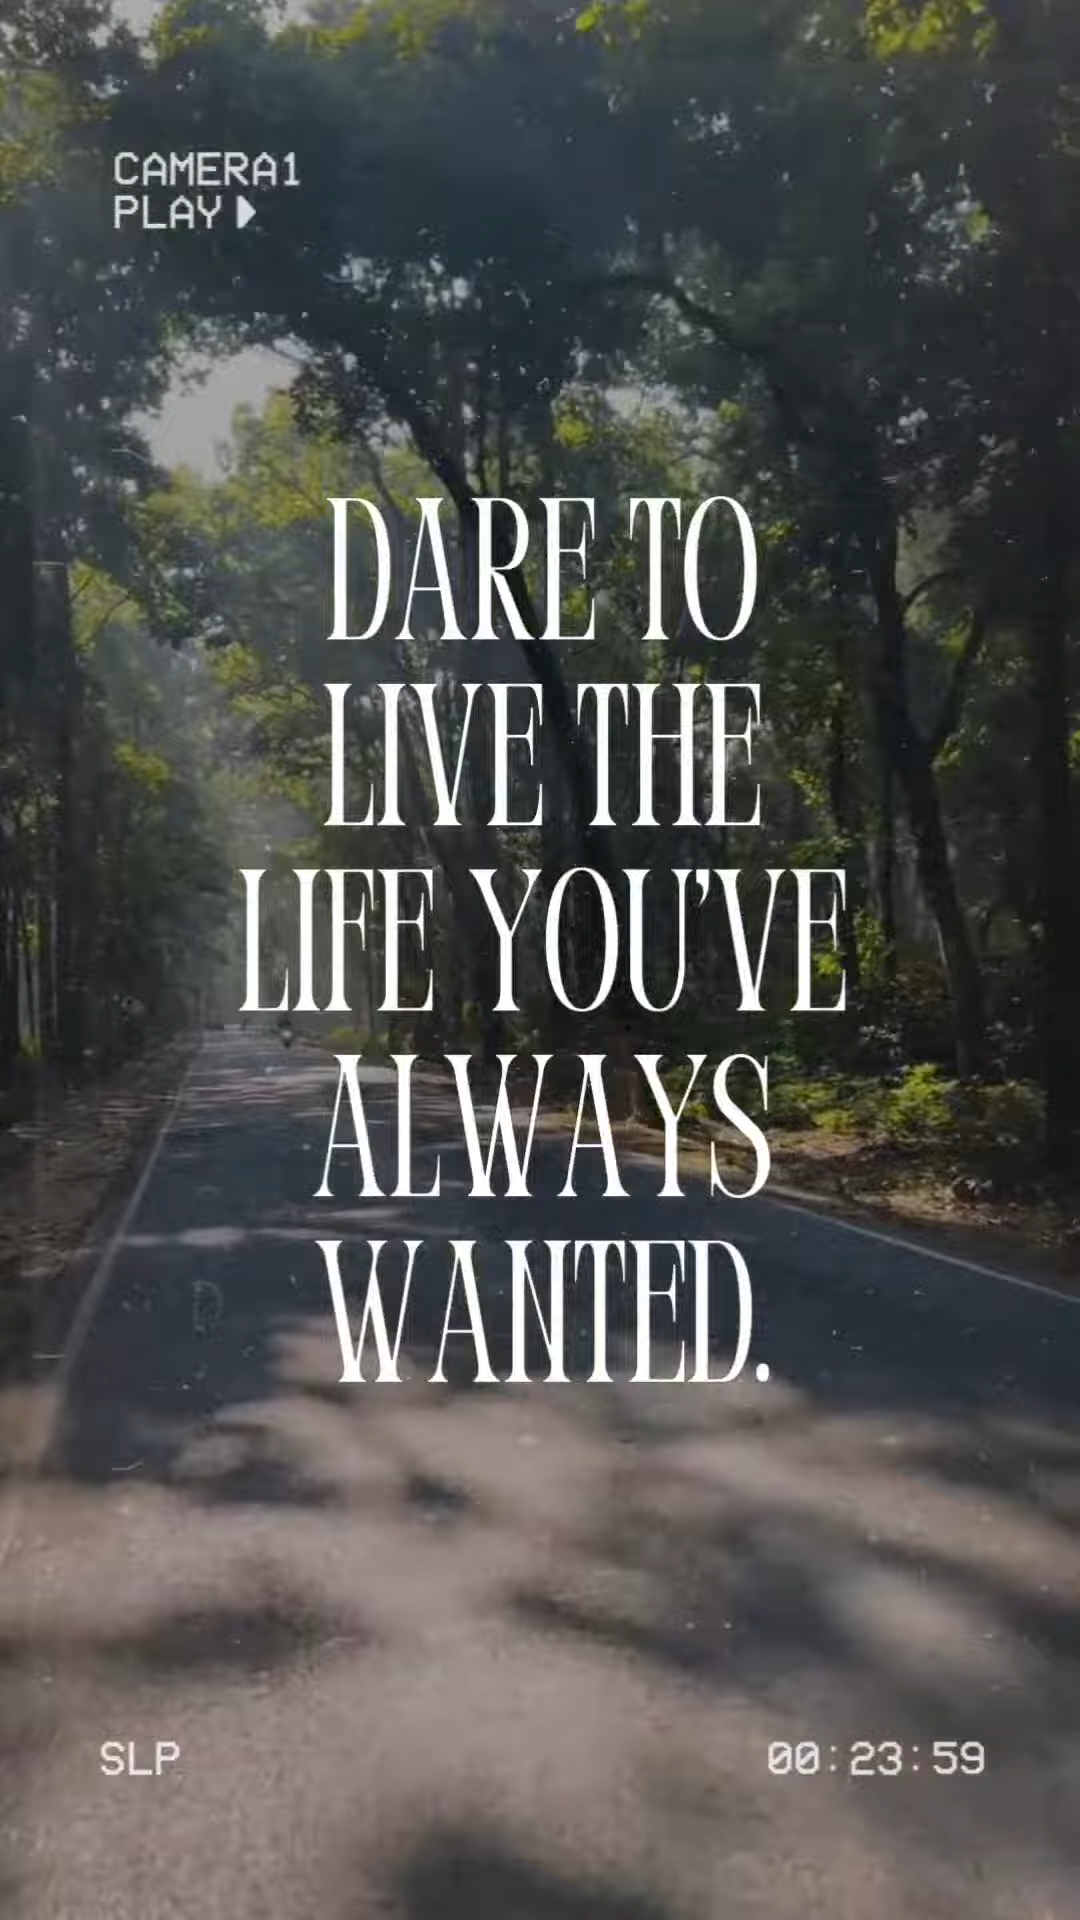 CAMERA1
PLAY
DARE TO
LIVE THE
LIFE YOU'VE
ALWAYS
WANTED.
SLP
00:23:59